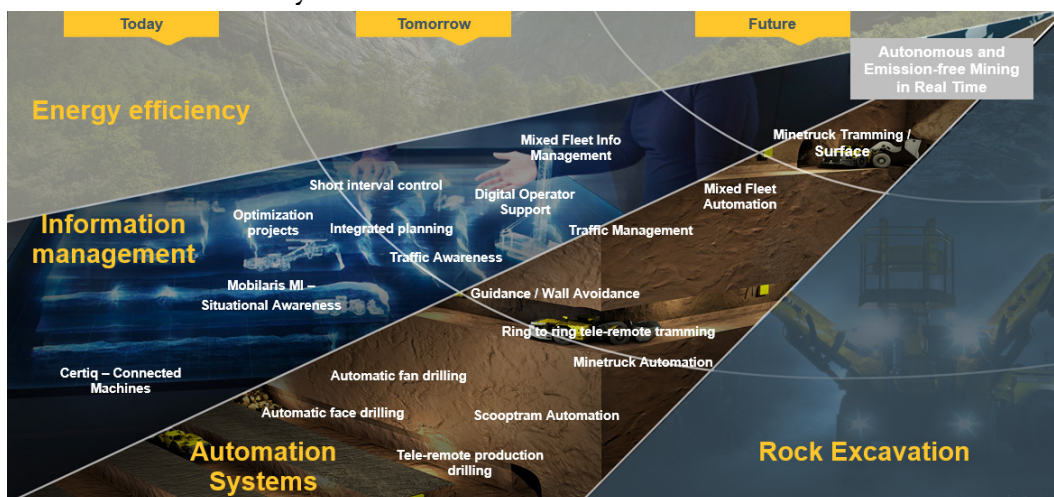 Today
Tomorrow
Future
Autonomous and
Emission-free Mining
in Real Time
Energy efficiency
Mixed Fleet Info
Management
Minetruck Tramming /
Surface
Short interval control
Digital Operator
Support
Mixed Fleet
Automation
Information
management
Optimization
projects
Integrated planning
Traffic Management
Traffic Awareness
Mobilaris MI –
Situational Awareness
Guidance / Wall Avoidance
Ring to ring tele-remote tramming
Minetruck Automation
Certiq – Connected
Machines
Automatic fan drilling
Automatic face drilling
Scooptram Automation
Automation
Systems
Tele-remote production
drilling
Rock Excavation